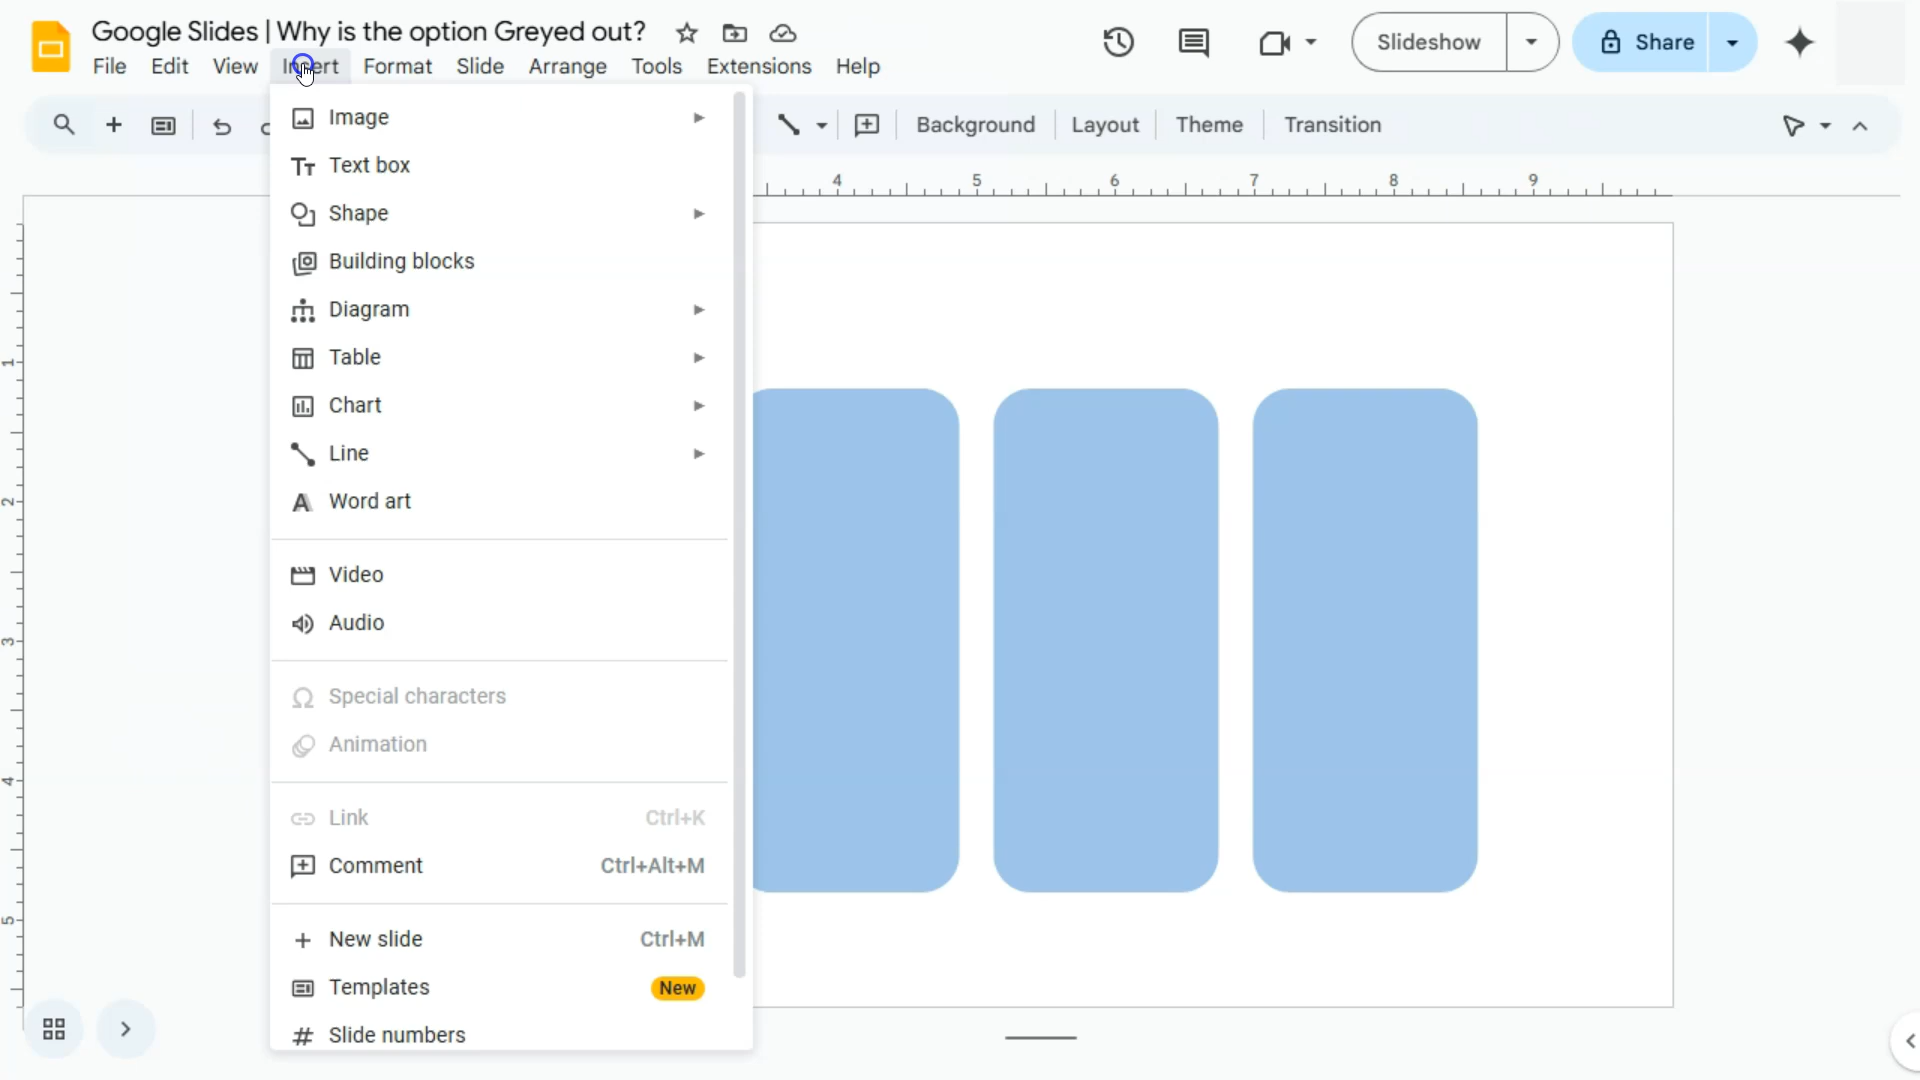 Google Slides | Why is the option Greyed out?
File Edit View Insert Format Slide Arrange Tools Extensions Help
Slideshow
Share
Background Layout Theme Transition
4 5 6 7 8 9
1
2
3
4
5
Image
Text box
Shape
Building blocks
Diagram
Table
Chart
Line
Word art
Video
Audio
Special characters
Animation
Link Ctrl+K
Comment Ctrl+Alt+M
New slide Ctrl+M
Templates New
Slide numbers